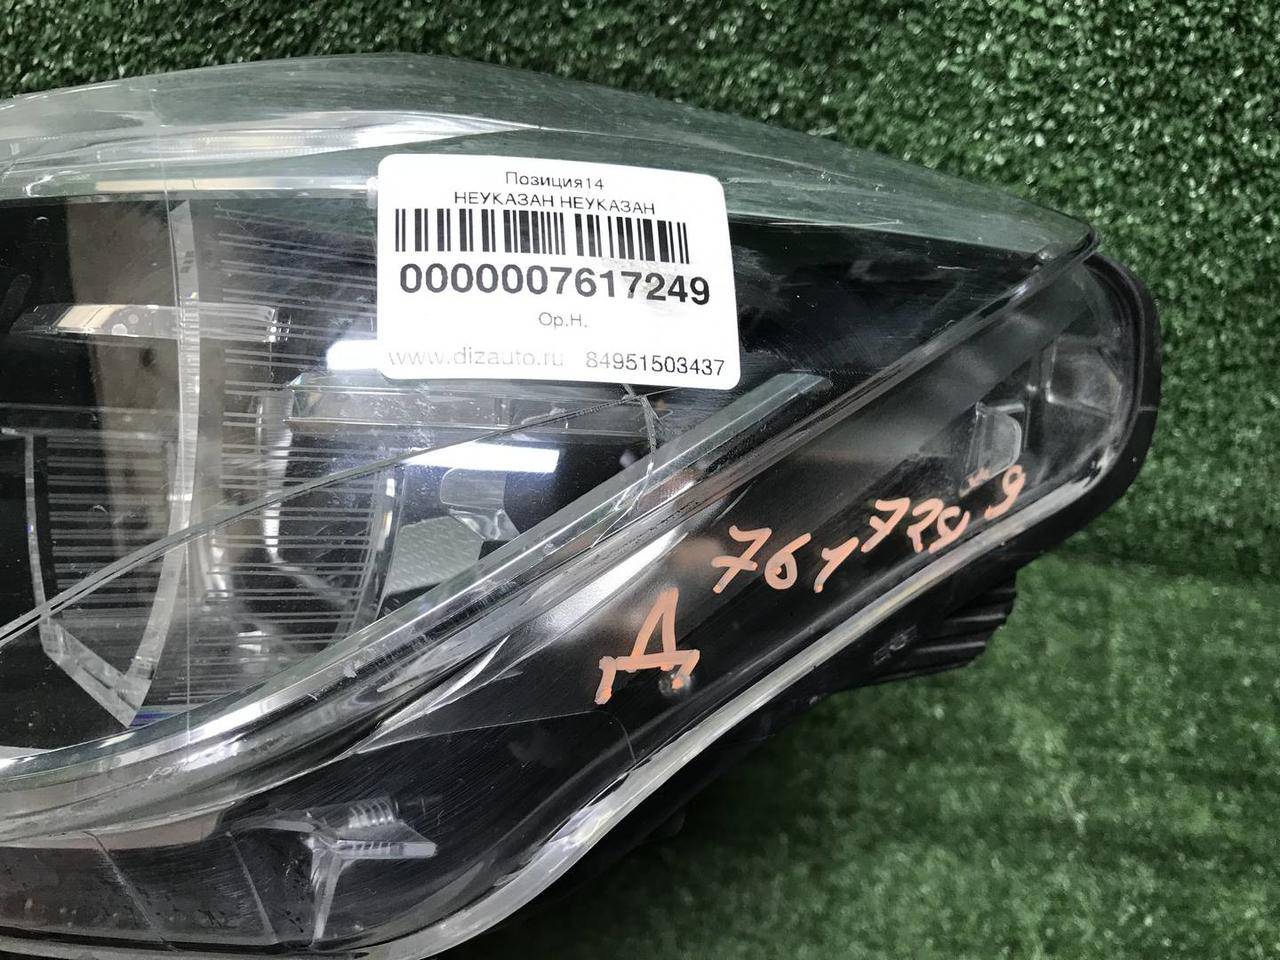 Позиция14
НЕУКАЗАН НЕУКАЗАН
0000007617249
Ор.Н.
www.dizauto.ru 84951503437
7617249
Д